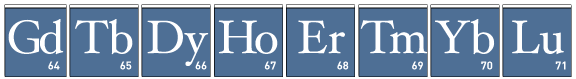 Gd Tb Dy Ho Er Tm Yb Lu
64 65 66 67 68 69 70 71